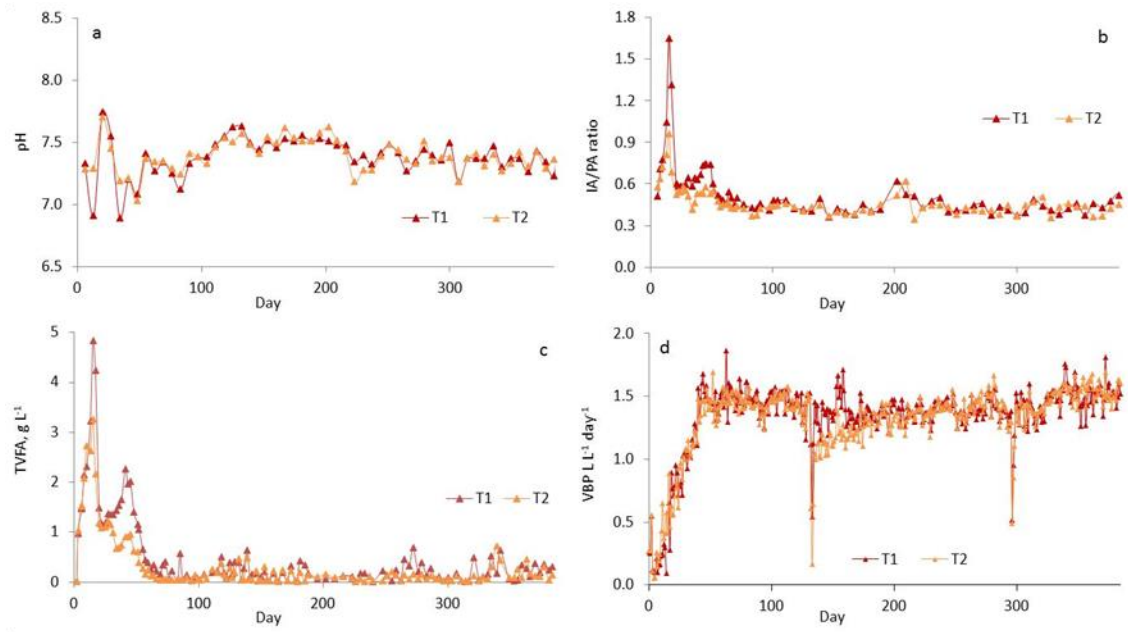 a
8.5
8.0
7.5
7.0
6.5
pH
0
100
200
300
Day
T1 T2
b
1.8
1.5
1.2
0.9
0.6
0.3
0.0
IA/PA ratio
0
100
200
300
Day
T1 T2
c
5
4
3
2
1
0
TVFA, g L⁻¹
0
100
200
300
Day
T1 T2
d
2.0
1.5
1.0
0.5
0.0
VBP L L⁻¹ day⁻¹
0
100
200
300
Day
T1 T2